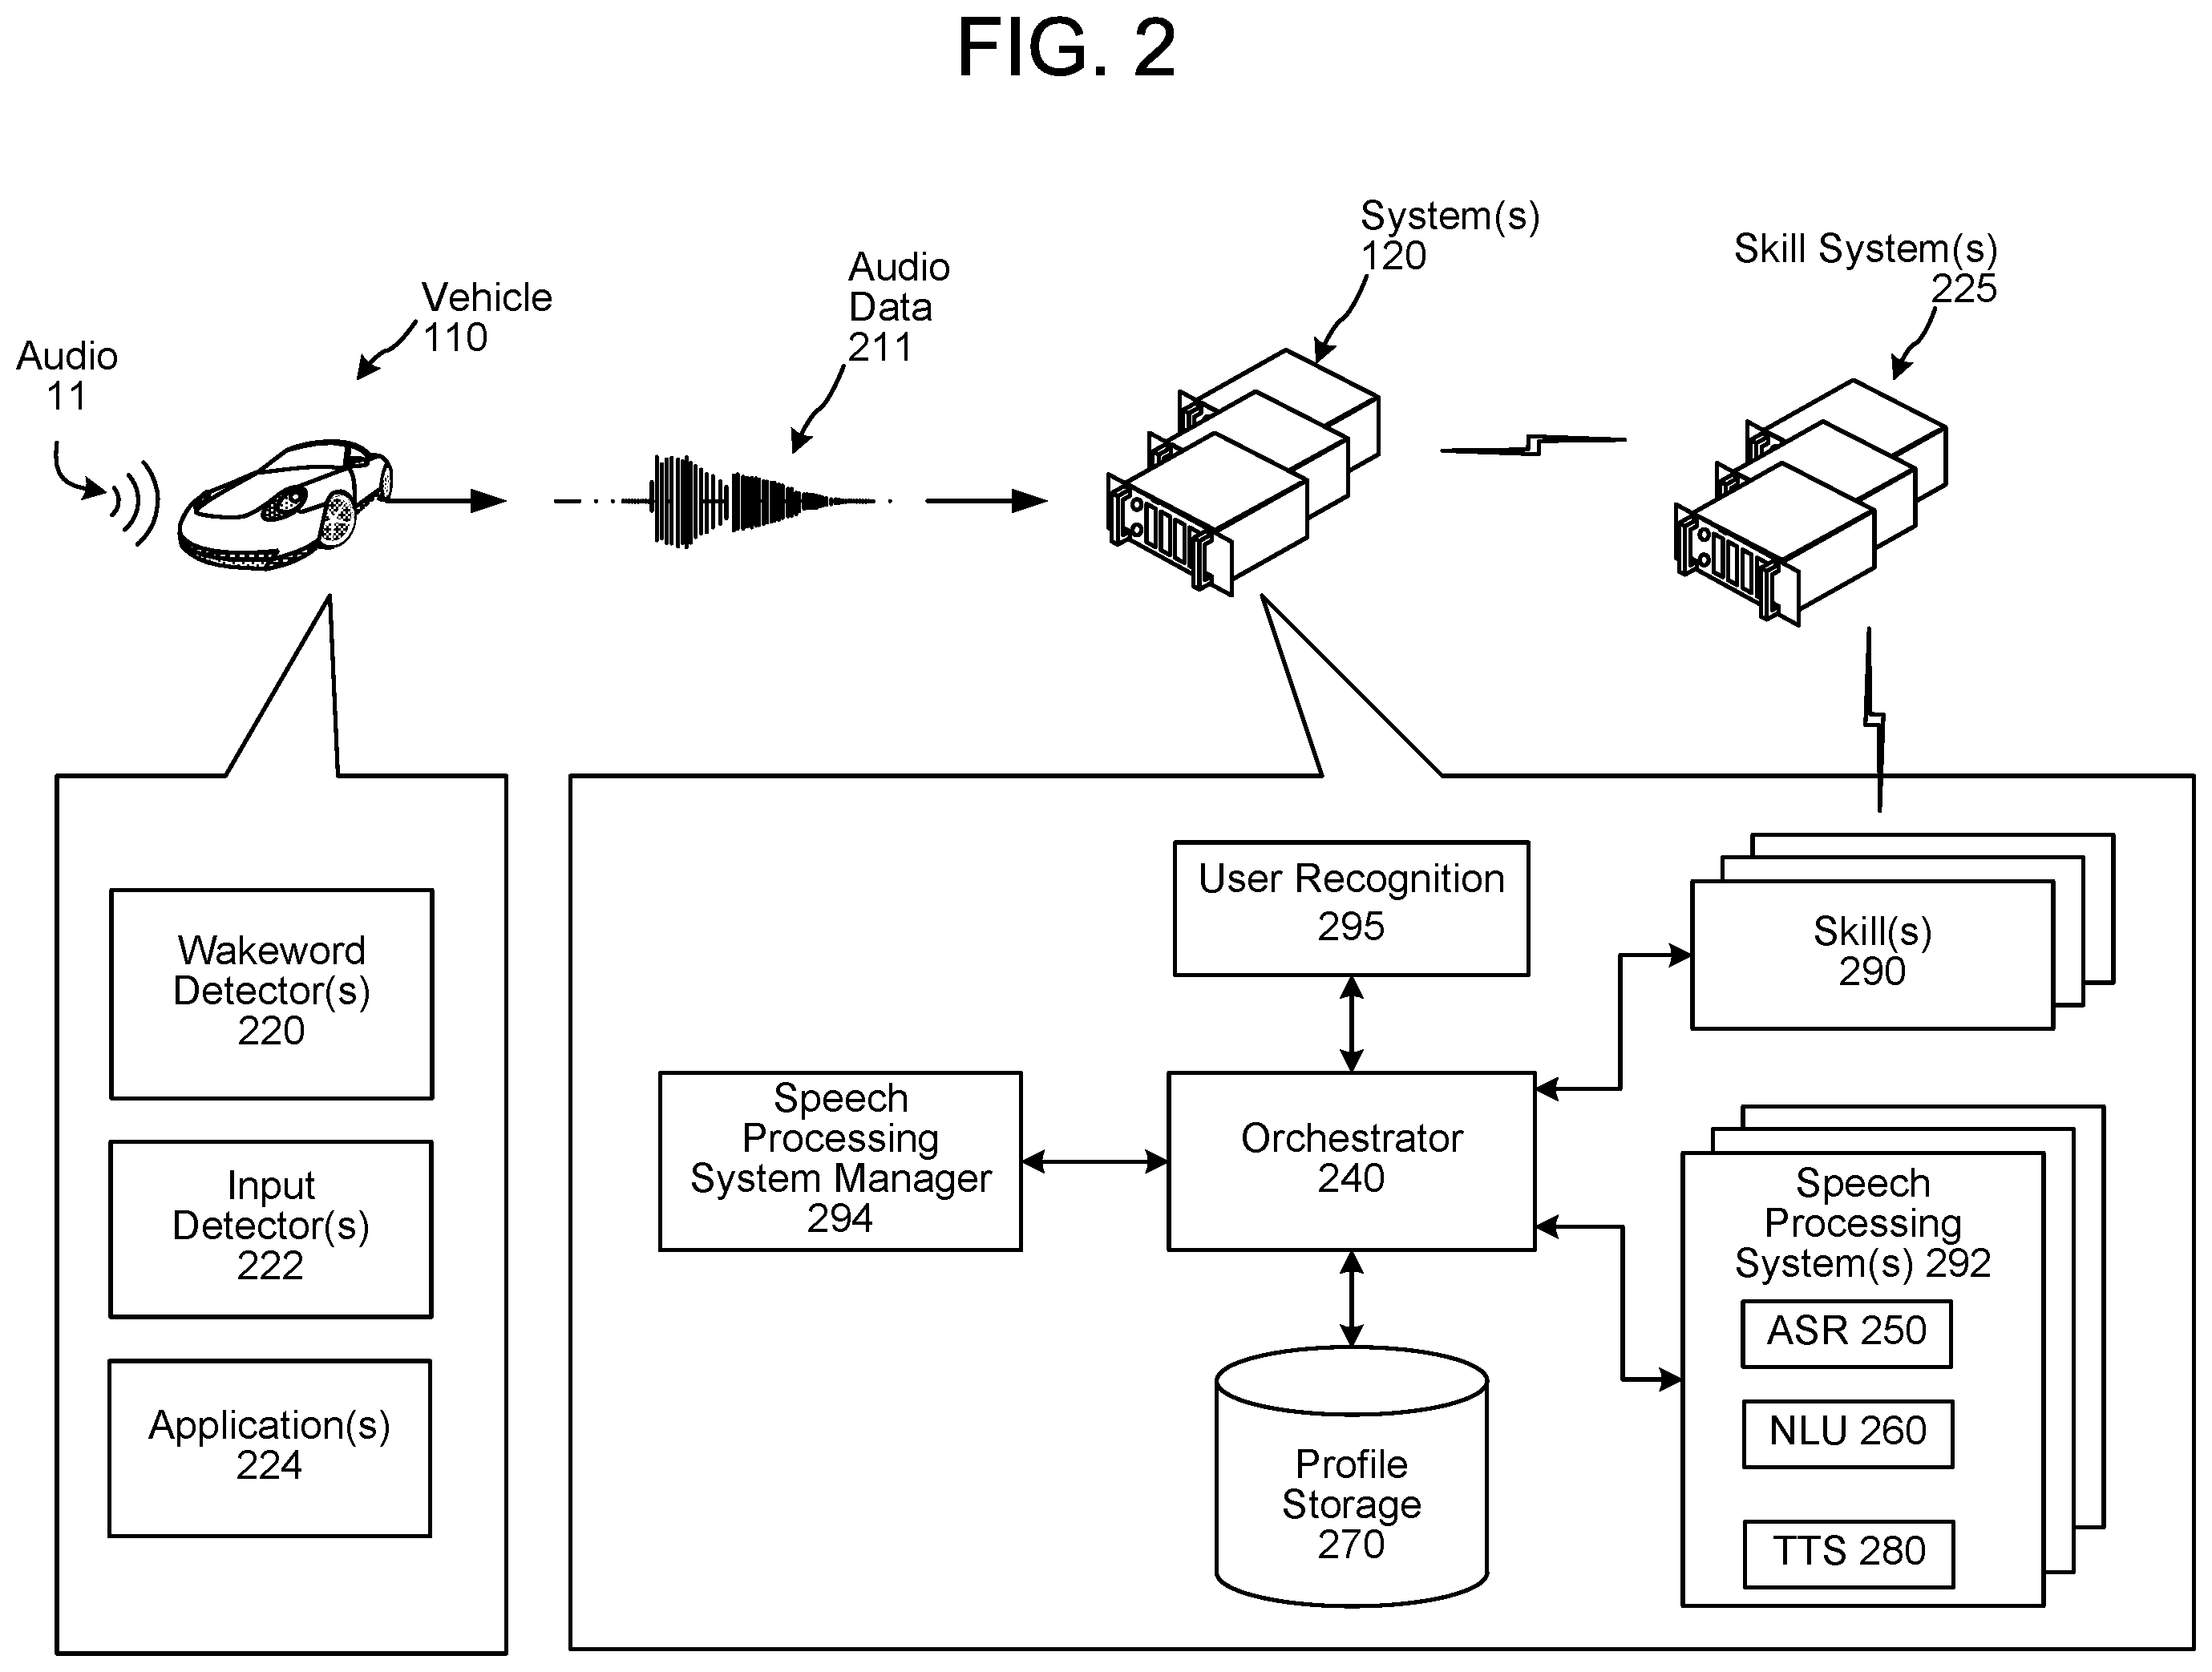 FIG. 2
System(s)
120
Skill System(s)
225
Audio
Data
211
Vehicle
110
Audio
11
Wakeword
Detector(s)
220
Input
Detector(s)
222
Application(s)
224
User Recognition
295
Skill(s)
290
Speech
Processing
System Manager
294
Orchestrator
240
Speech
Processing
System(s) 292
ASR 250
NLU 260
TTS 280
Profile
Storage
270